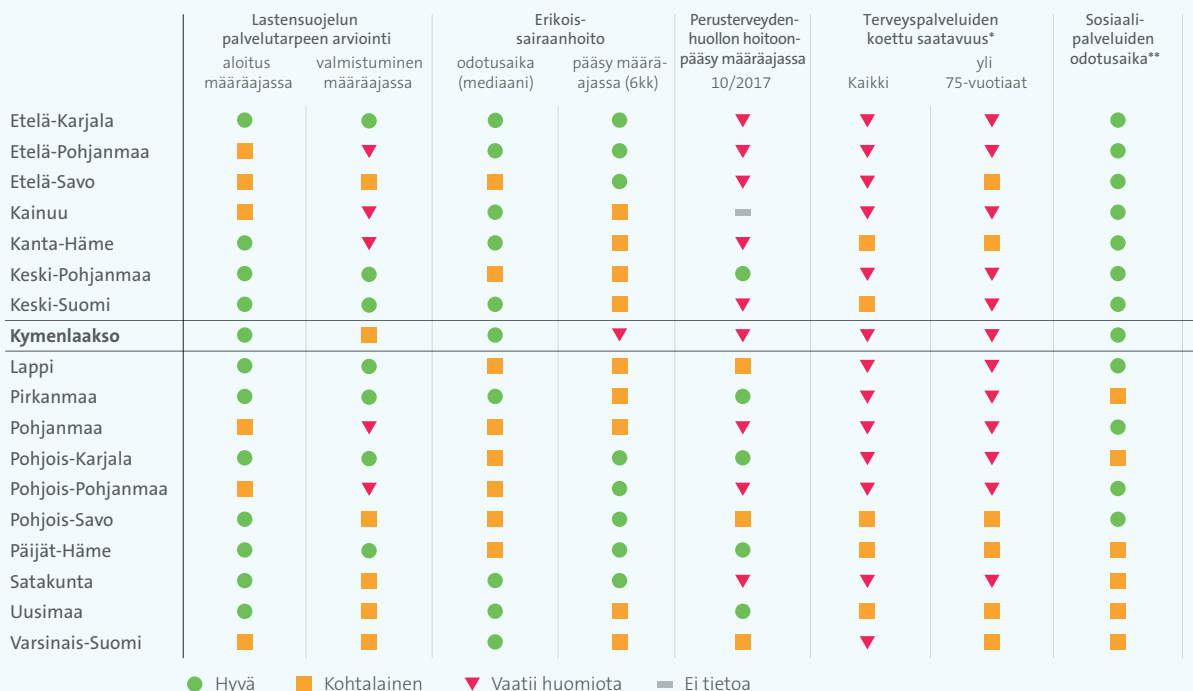 Lastensuojelun
palvelutarpeen arviointi
Erikois-
sairaanhoito
Perusterveyden-
huollon hoitoon-
pääsy määräajassa
Terveyspalveluiden
koettu saatavuus*
Sosiaali-
palveluiden
odotusaika**
aloitus
määräajassa
valmistuminen
määräajassa
odotusaika
(mediaani)
pääsy määrä-
ajassa (6kk)
10/2017
Kaikki
yli
75-vuotiaat
Etelä-Karjala
Etelä-Pohjanmaa
Etelä-Savo
Kainuu
Kanta-Häme
Keski-Pohjanmaa
Keski-Suomi
Kymenlaakso
Lappi
Pirkanmaa
Pohjanmaa
Pohjois-Karjala
Pohjois-Pohjanmaa
Pohjois-Savo
Päijät-Häme
Satakunta
Uusimaa
Varsinais-Suomi
Hyvä Kohtalainen Vaatii huomiota Ei tietoa